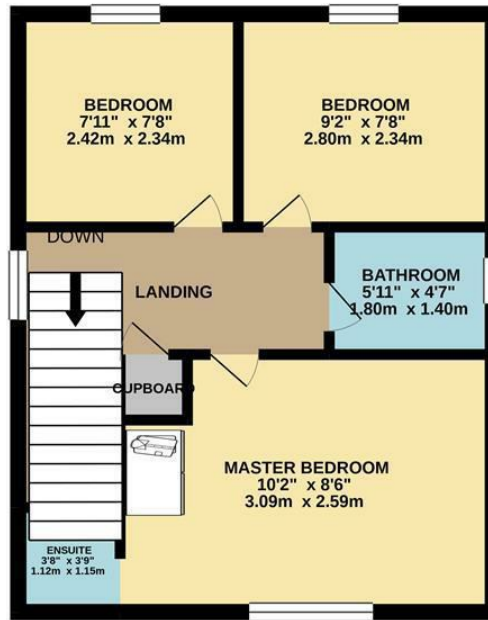 BEDROOM
7'11" x 7'8"
2.42m x 2.34m
BEDROOM
9'2" x 7'8"
2.80m x 2.34m
DOWN
LANDING
BATHROOM
5'11" x 4'7"
1.80m x 1.40m
CUPBOARD
MASTER BEDROOM
10'2" x 8'6"
3.09m x 2.59m
ENSUITE
3'8" x 3'9"
1.12m x 1.15m